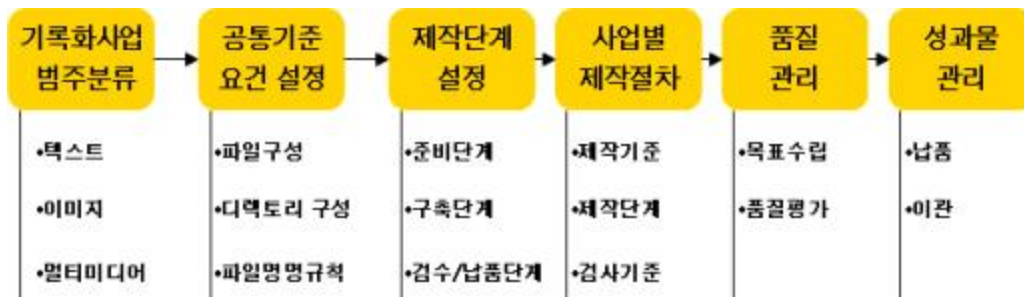 기록화사업
범주분류
공통기준
요건 설정
제작단계
설정
사업별
제작절차
품질
관리
성과물
관리
•텍스트
•이미지
•멀티미디어
•파일구성
•디렉토리 구성
•파일명명규칙
•준비단계
•구축단계
•검수/납품단계
•제작기준
•제작단계
•검사기준
•목표수립
•품질평가
•납품
•이관